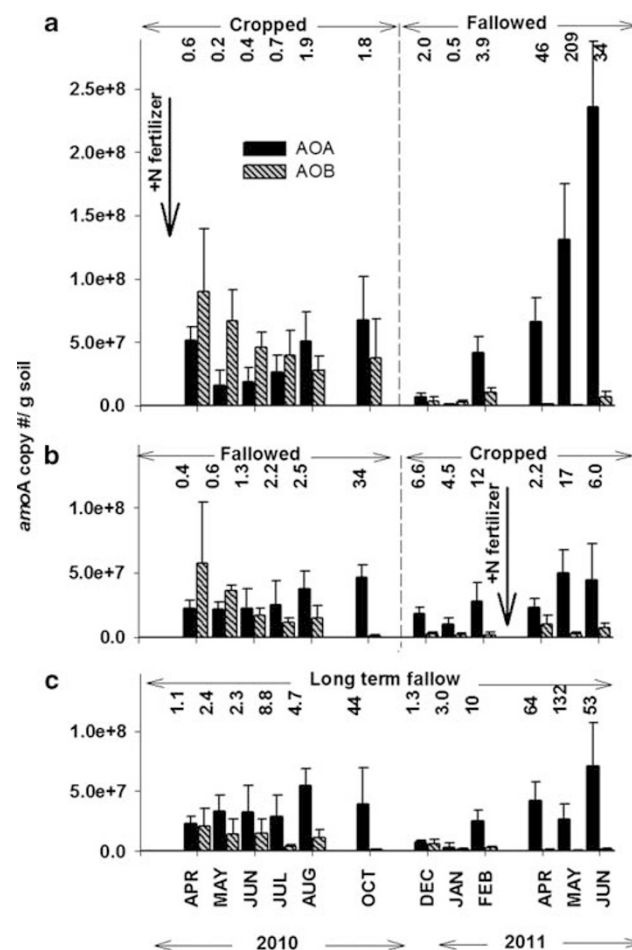 a
Cropped
Fallowed
0.6
0.2
0.4
0.7
1.9
1.8
2.0
0.5
3.9
46
209
34
2.5e+8
2.0e+8
1.5e+8
1.0e+8
5.0e+7
0.0
+N fertilizer
AOA
AOB
amoA copy #/ g soil
b
Fallowed
Cropped
0.4
0.6
1.3
2.2
2.5
34
6.6
4.5
12
2.2
17
6.0
+N fertilizer
1.0e+8
5.0e+7
0.0
c
Long term fallow
1.1
2.4
2.3
8.8
4.7
44
1.3
3.0
10
64
132
53
1.0e+8
5.0e+7
0.0
APR
MAY
JUN
JUL
AUG
OCT
DEC
JAN
FEB
APR
MAY
JUN
2010
2011